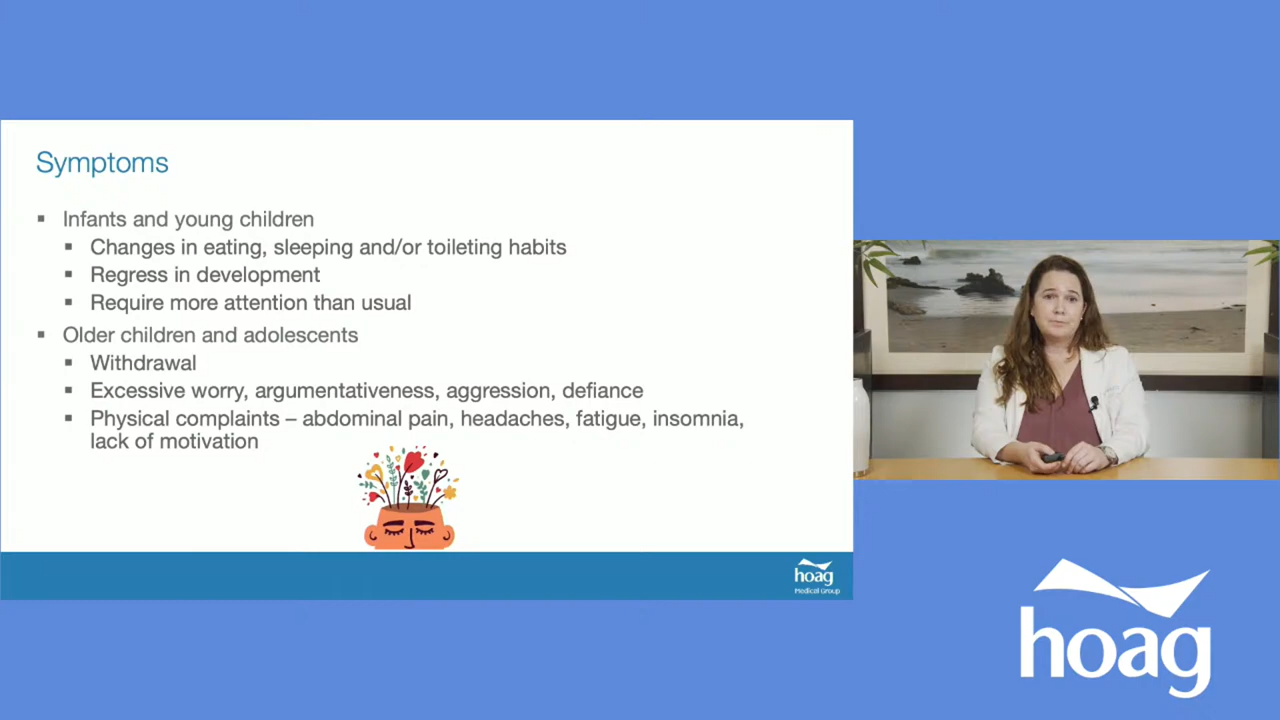 Symptoms
Infants and young children
Changes in eating, sleeping and/or toileting habits
Regress in development
Require more attention than usual
Older children and adolescents
Withdrawal
Excessive worry, argumentativeness, aggression, defiance
Physical complaints – abdominal pain, headaches, fatigue, insomnia,
lack of motivation
hoag
Medical Group
hoag